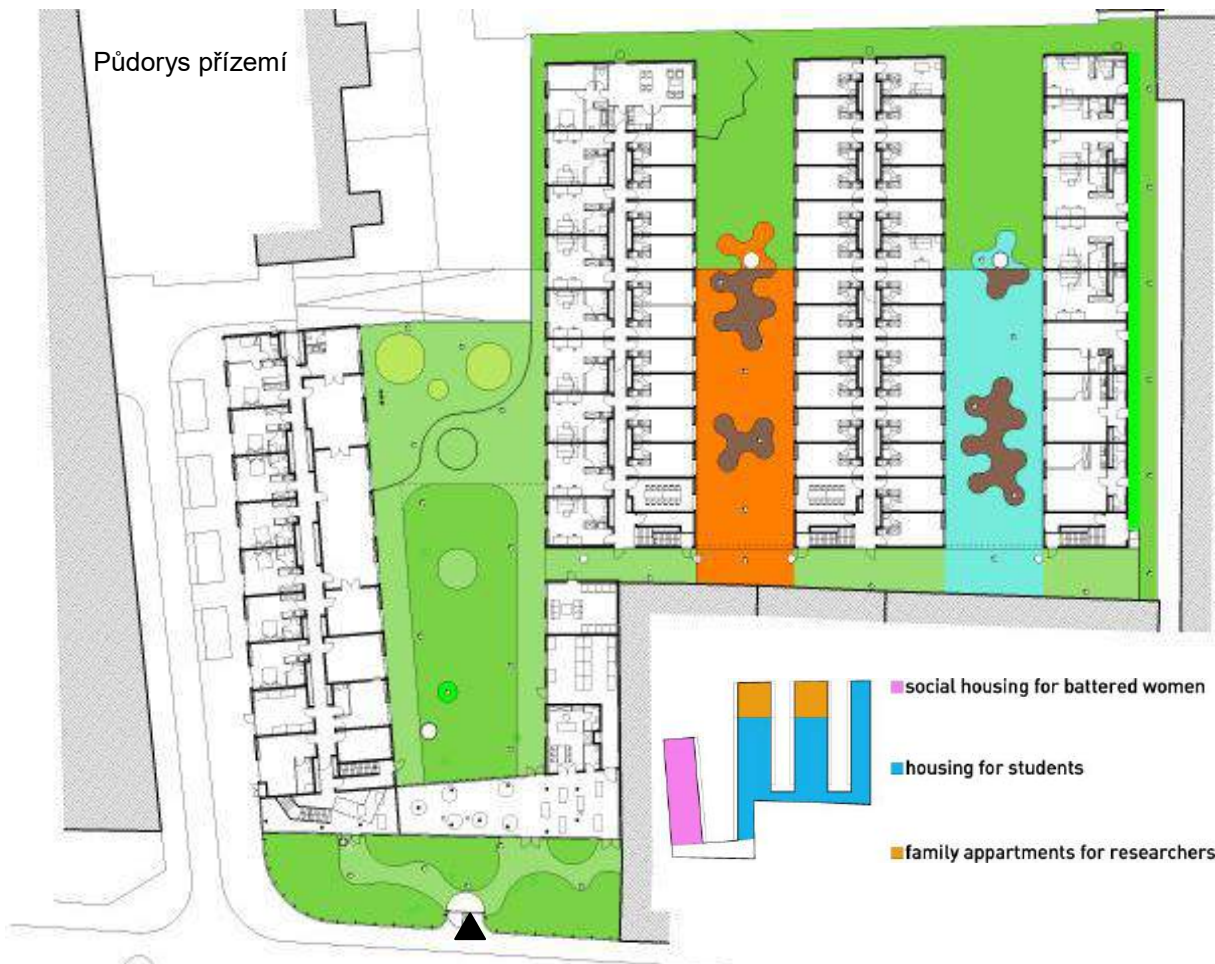 Půdorys přízemí
social housing for battered women
housing for students
family appartments for researchers